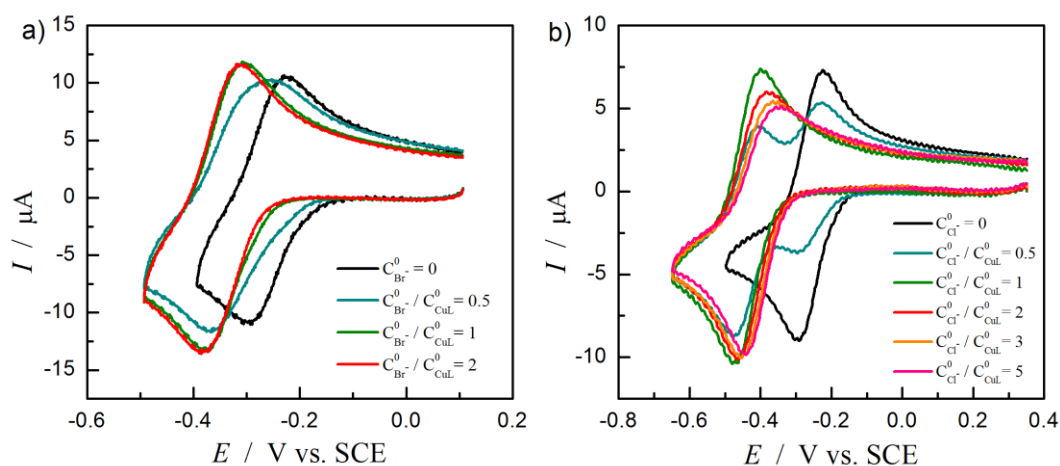 a)
15
10
5
0
-5
-10
-15
I / μA
C⁰Br- = 0
C⁰Br- / C⁰CuL = 0.5
C⁰Br- / C⁰CuL = 1
C⁰Br- / C⁰CuL = 2
-0.6 -0.4 -0.2 0.0 0.2
E / V vs. SCE
b)
10
5
0
-5
-10
I / μA
C⁰Cl- = 0
C⁰Cl- / C⁰CuL = 0.5
C⁰Cl- / C⁰CuL = 1
C⁰Cl- / C⁰CuL = 2
C⁰Cl- / C⁰CuL = 3
C⁰Cl- / C⁰CuL = 5
-0.8 -0.6 -0.4 -0.2 0.0 0.2 0.4
E / V vs. SCE